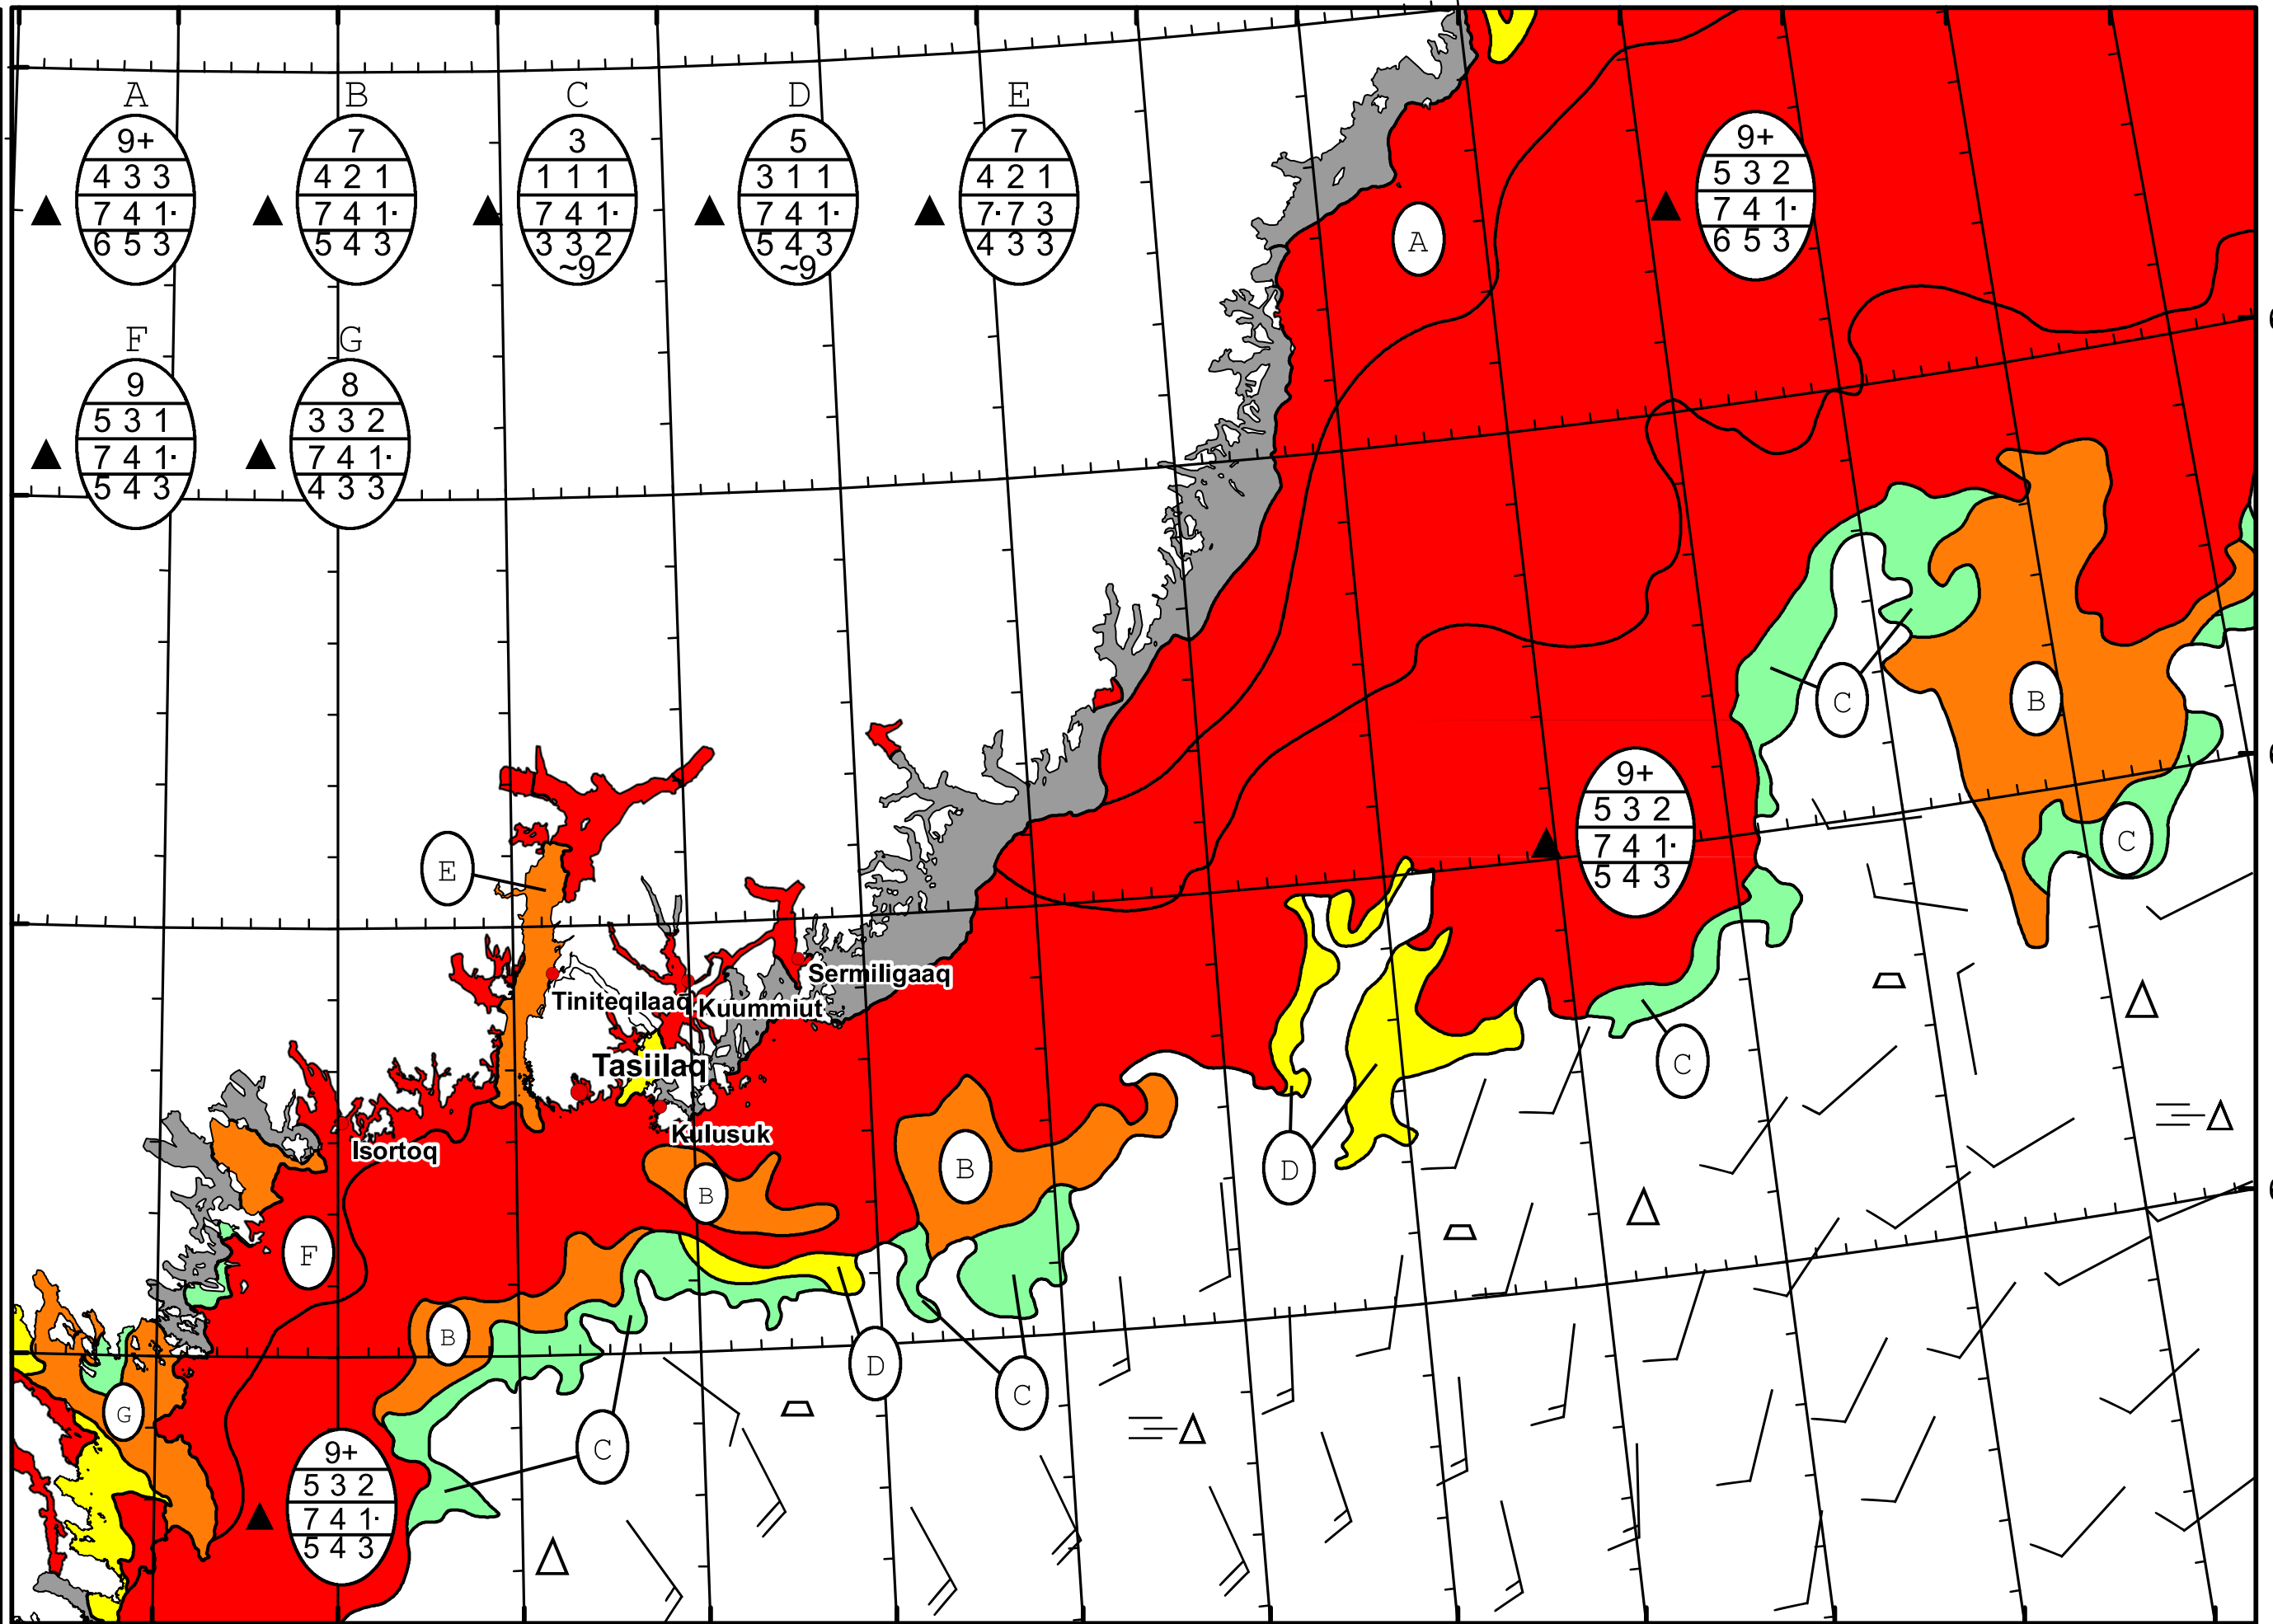 A B C D E
9+ 7 3 5 7 9+
4 3 3 4 2 1 1 1 1 3 1 1 4 2 1 5 3 2
7 4 1· 7 4 1· 7 4 1· 7 4 1· 7·7 3 7 4 1·
6 5 3 5 4 3 3 3 2 5 4 3 4 3 3 6 5 3
~9 ~9
A
F G
9 8
5 3 1 3 3 2
7 4 1· 7 4 1·
5 4 3 4 3 3
C B
9+
5 3 2
7 4 1·
5 4 3
C
E
Sermiligaaq
Tiniteqilaaq Kuummiut
Tasiilaq
C
Kulusuk
Isortoq
B D
B
F
B
D
C
G
C
9+
5 3 2
7 4 1·
5 4 3